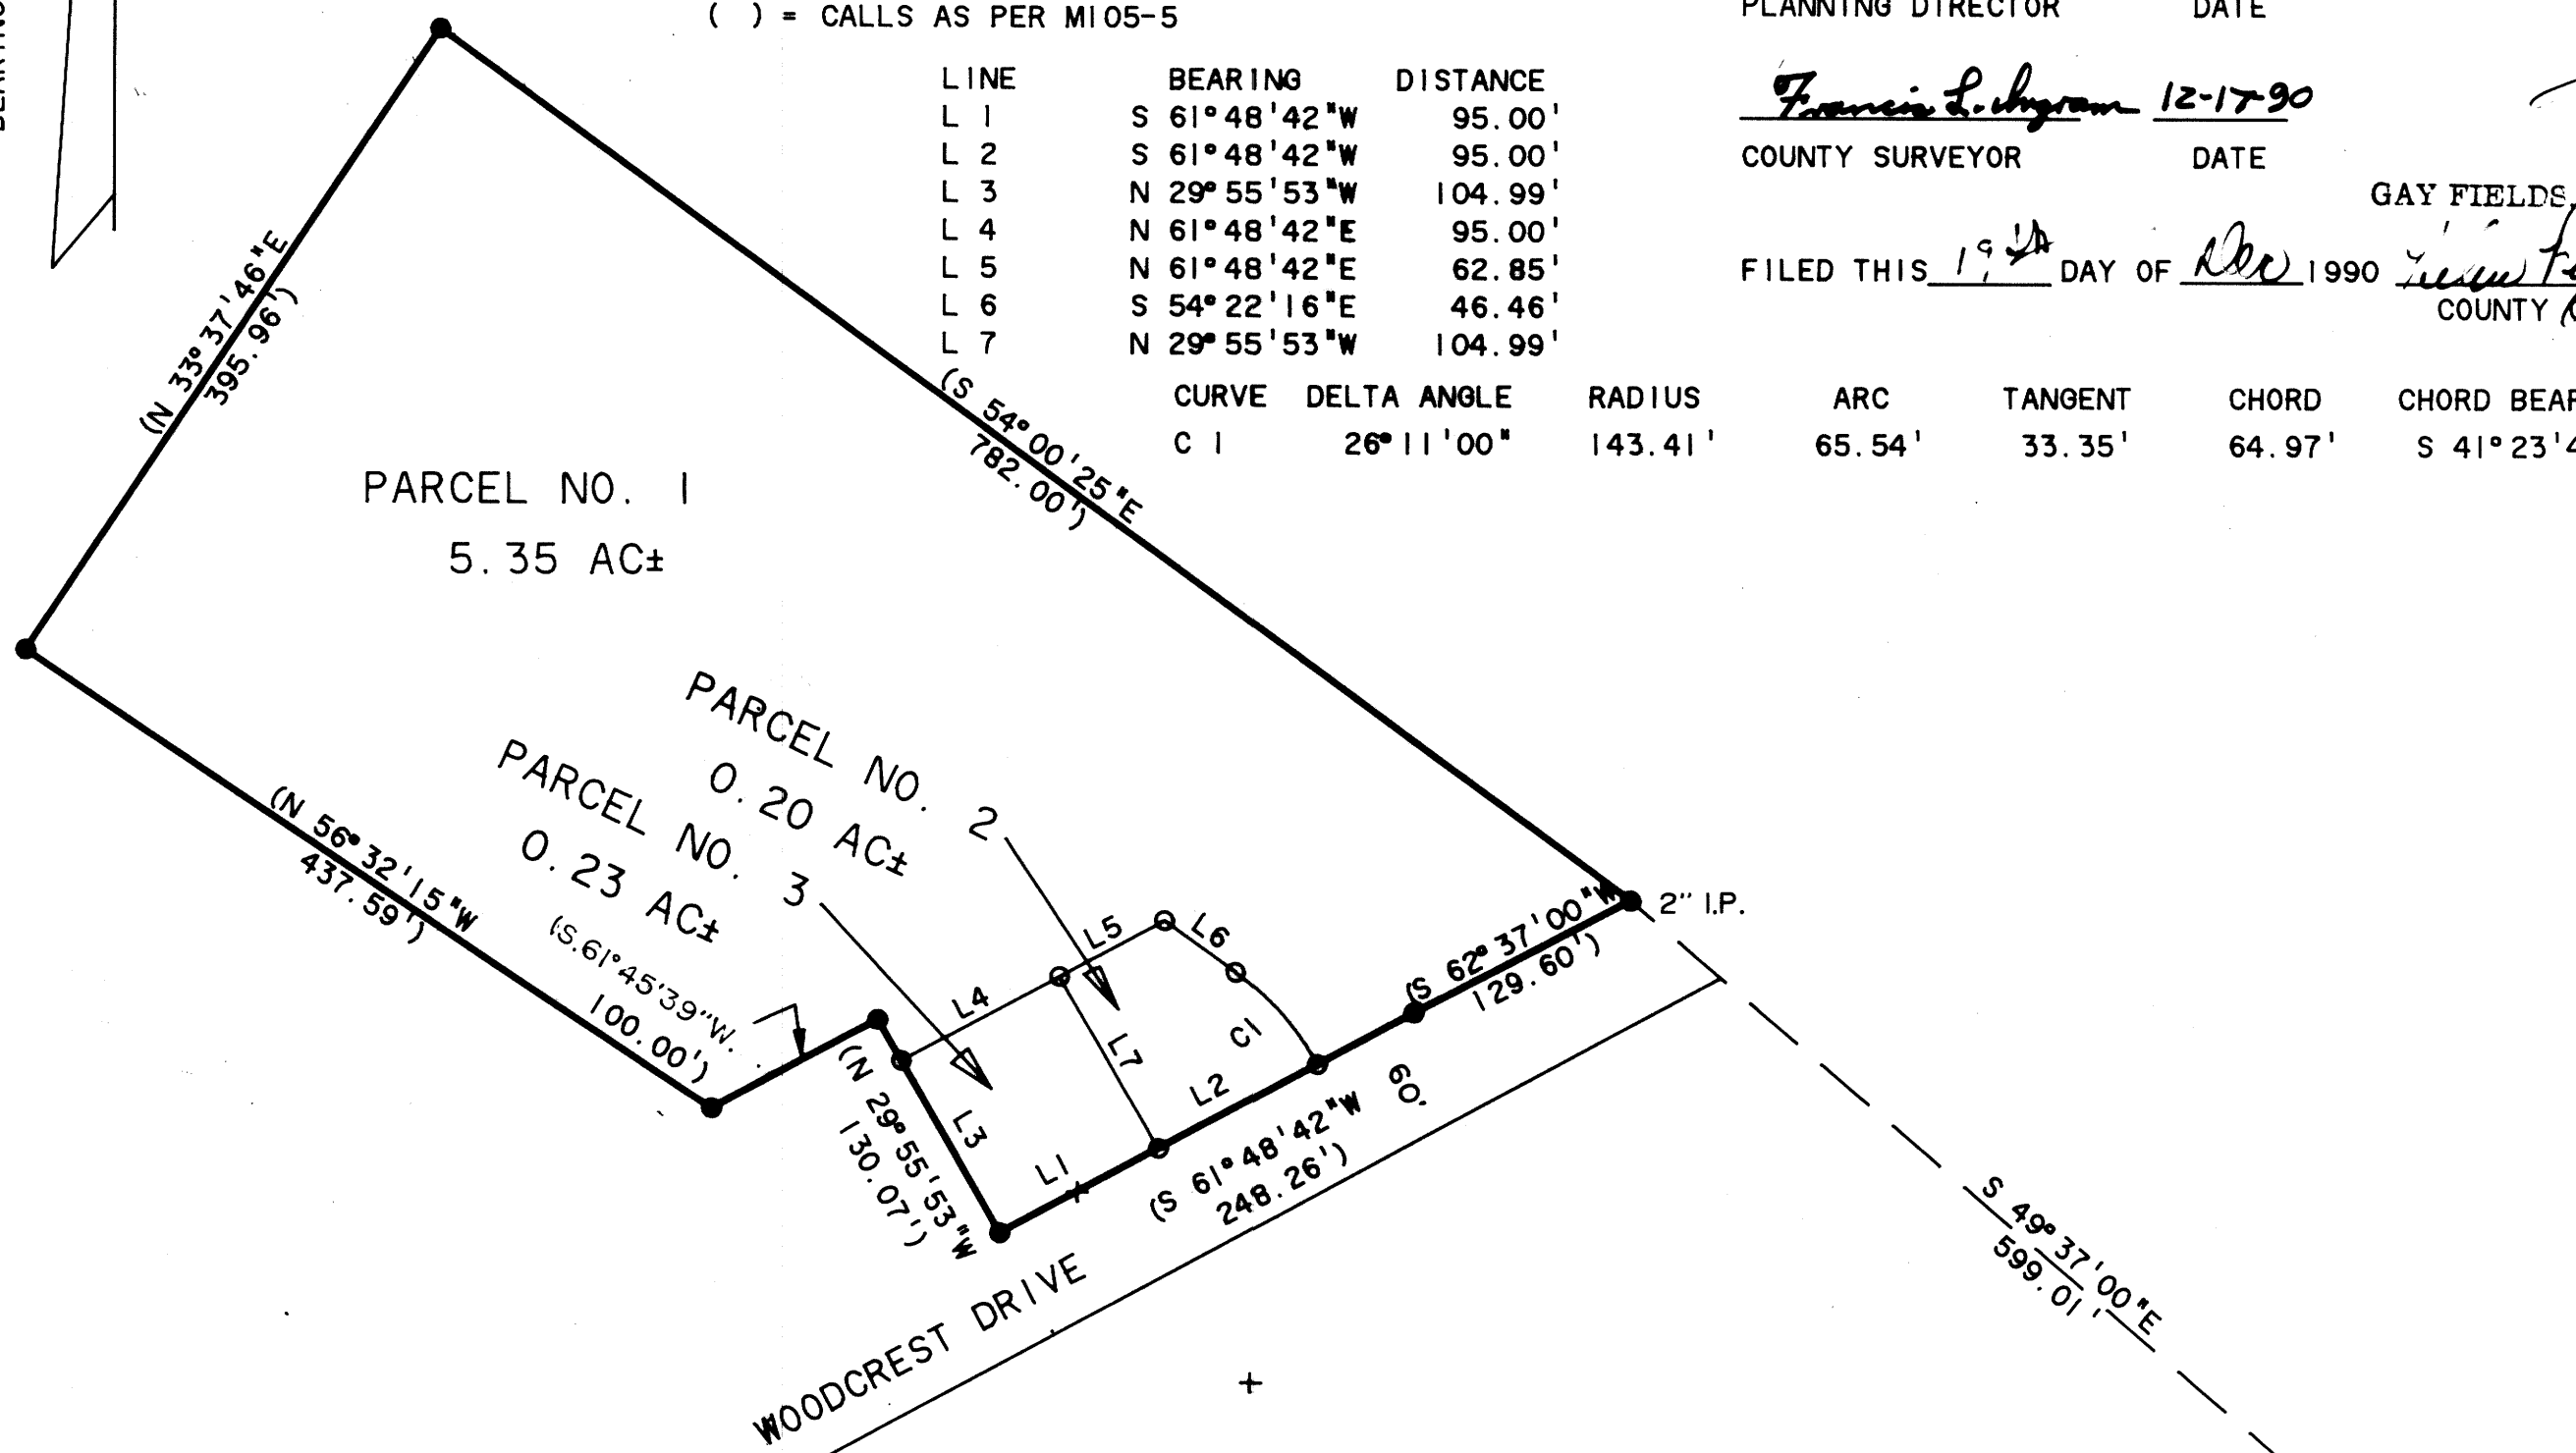 ( ) = CALLS AS PER M105-5
PLANNING DIRECTOR DATE
LINE BEARING DISTANCE
L 1 S 61°48'42"W 95.00'
L 2 S 61°48'42"W 95.00'
L 3 N 29°55'53"W 104.99'
L 4 N 61°48'42"E 95.00'
L 5 N 61°48'42"E 62.85'
L 6 S 54°22'16"E 46.46'
L 7 N 29°55'53"W 104.99'
Francis L. Ingram 12-17-90
COUNTY SURVEYOR DATE
GAY FIELDS
FILED THIS 19th DAY OF Dec 1990
COUNTY
CURVE DELTA ANGLE RADIUS ARC TANGENT CHORD CHORD BEAR
C 1 26°11'00" 143.41' 65.54' 33.35' 64.97' S 41°23'4
(N 33°37'46"E
395.96')
(S 54°00'25"E
782.00')
PARCEL NO. 1
5.35 AC±
PARCEL NO. 2
0.20 AC±
PARCEL NO. 3
0.23 AC±
(N 56°32'15"W
437.59')
(S.61°45'39"W.
100.00')
L5
L6
L4
L7
C1
L3
L2
L1
(S 62°37'00"W
129.60')
2" I.P.
(N 29°55'53"W
130.07')
60'
(S 61°48'42"W
248.26')
WOODCREST DRIVE
S 49°37'00"E
599.01'